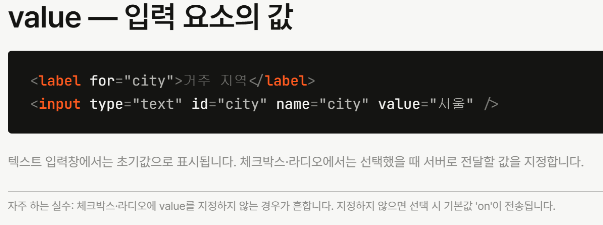 value — 입력 요소의 값
<label for="city">거주 지역</label>
<input type="text" id="city" name="city" value="서울" />
텍스트 입력창에서는 초기값으로 표시됩니다. 체크박스·라디오에서는 선택했을 때 서버로 전달할 값을 지정합니다.
자주 하는 실수: 체크박스·라디오에 value를 지정하지 않는 경우가 흔합니다. 지정하지 않으면 선택 시 기본값 'on'이 전송됩니다.